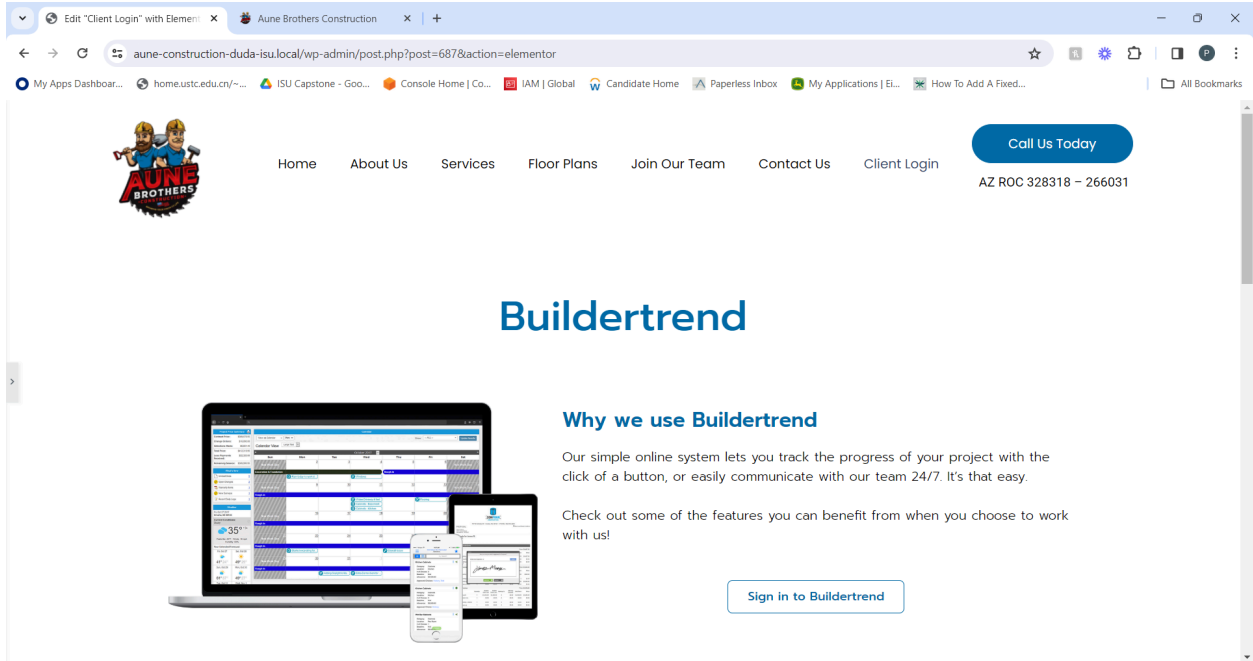 Edit "Client Login" with Element
Aune Brothers Construction
aune-construction-duda-isu.local/wp-admin/post.php?post=687&action=elementor
P
My Apps Dashboar...
home.ustc.edu.cn/~...
ISU Capstone - Goo...
Console Home | Co...
IAM | Global
Candidate Home
Paperless Inbox
My Applications | Ei...
How To Add A Fixed...
All Bookmarks
AUNE
BROTHERS
CONSTRUCTION
Home
About Us
Services
Floor Plans
Join Our Team
Contact Us
Client Login
Call Us Today
AZ ROC 328318 – 266031
Buildertrend
Why we use Buildertrend
Our simple online system lets you track the progress of your project with the
click of a button, or easily communicate with our team 24/7. It's that easy.
Check out some of the features you can benefit from when you choose to work
with us!
Sign in to Buildertrend
35°